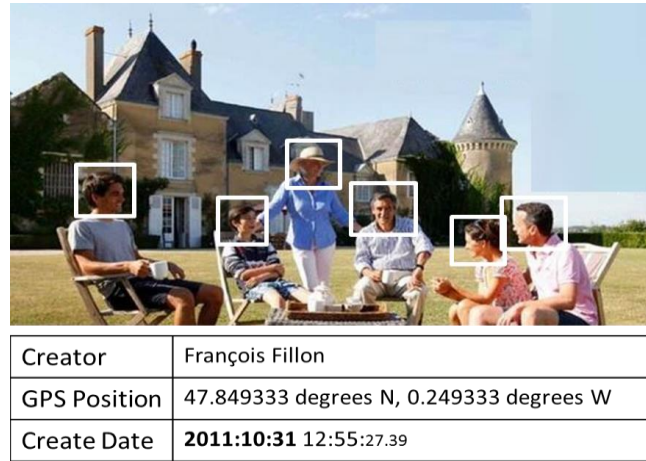 Creator François Fillon
GPS Position 47.849333 degrees N, 0.249333 degrees W
Create Date 2011:10:31 12:55:27.39